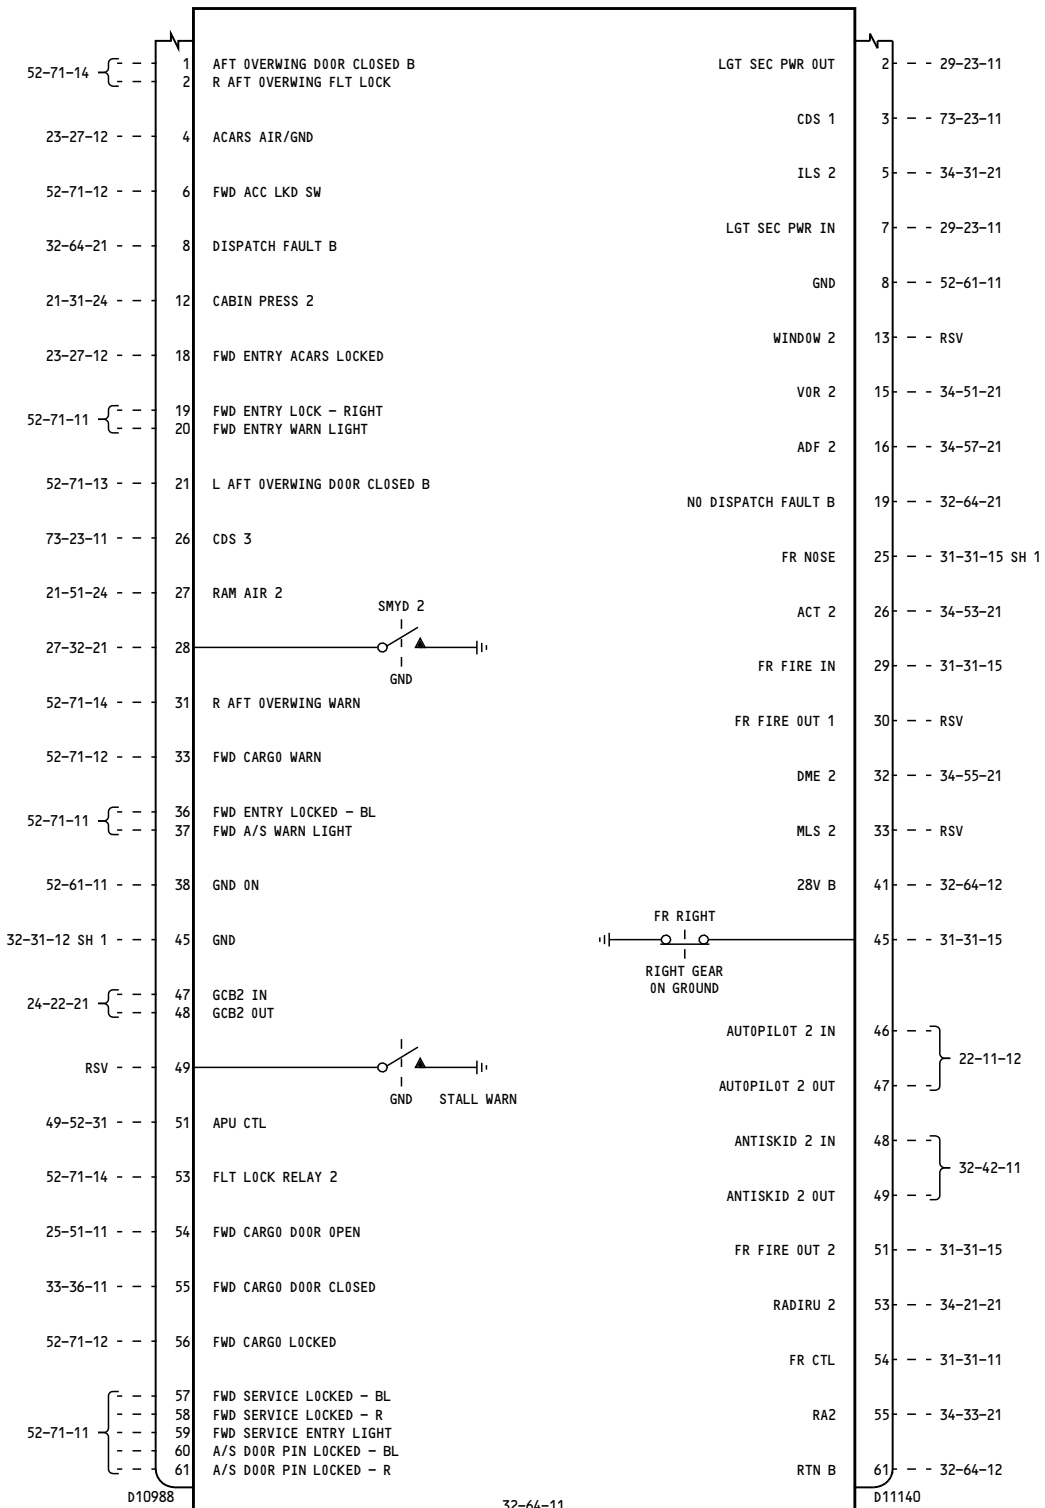 52-71-14
1 AFT OVERWING DOOR CLOSED B
2 R AFT OVERWING FLT LOCK
23-27-12 4 ACARS AIR/GND
52-71-12 6 FWD ACC LKD SW
32-64-21 8 DISPATCH FAULT B
21-31-24 12 CABIN PRESS 2
23-27-12 18 FWD ENTRY ACARS LOCKED
52-71-11
19 FWD ENTRY LOCK - RIGHT
20 FWD ENTRY WARN LIGHT
52-71-13 21 L AFT OVERWING DOOR CLOSED B
73-23-11 26 CDS 3
21-51-24 27 RAM AIR 2
SMYD 2
27-32-21 28
GND
52-71-14 31 R AFT OVERWING WARN
52-71-12 33 FWD CARGO WARN
52-71-11
36 FWD ENTRY LOCKED - BL
37 FWD A/S WARN LIGHT
52-61-11 38 GND ON
32-31-12 SH 1 45 GND
24-22-21
47 GCB2 IN
48 GCB2 OUT
RSV 49
GND STALL WARN
49-52-31 51 APU CTL
52-71-14 53 FLT LOCK RELAY 2
25-51-11 54 FWD CARGO DOOR OPEN
33-36-11 55 FWD CARGO DOOR CLOSED
52-71-12 56 FWD CARGO LOCKED
52-71-11
57 FWD SERVICE LOCKED - BL
58 FWD SERVICE LOCKED - R
59 FWD SERVICE ENTRY LIGHT
60 A/S DOOR PIN LOCKED - BL
61 A/S DOOR PIN LOCKED - R
D10988
LGT SEC PWR OUT 2 29-23-11
CDS 1 3 73-23-11
ILS 2 5 34-31-21
LGT SEC PWR IN 7 29-23-11
GND 8 52-61-11
WINDOW 2 13 RSV
VOR 2 15 34-51-21
ADF 2 16 34-57-21
NO DISPATCH FAULT B 19 32-64-21
FR NOSE 25 31-31-15 SH 1
ACT 2 26 34-53-21
FR FIRE IN 29 31-31-15
FR FIRE OUT 1 30 RSV
DME 2 32 34-55-21
MLS 2 33 RSV
28V B 41 32-64-12
FR RIGHT
45 31-31-15
RIGHT GEAR
ON GROUND
AUTOPILOT 2 IN 46
22-11-12
AUTOPILOT 2 OUT 47
ANTISKID 2 IN 48
32-42-11
ANTISKID 2 OUT 49
FR FIRE OUT 2 51 31-31-15
RADIRU 2 53 34-21-21
FR CTL 54 31-31-11
RA2 55 34-33-21
RTN B 61 32-64-12
D11140
32-64-11